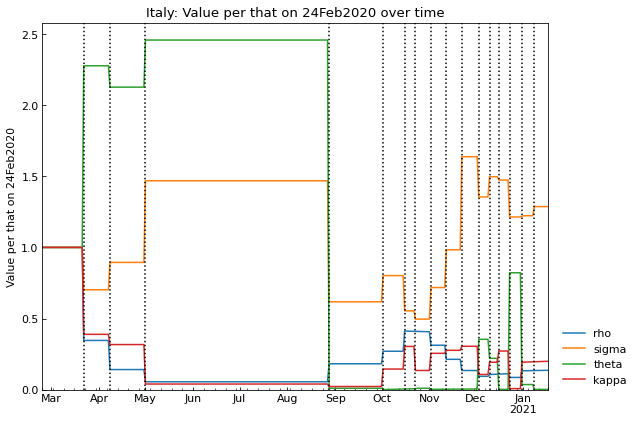 Italy: Value per that on 24Feb2020 over time
Value per that on 24Feb2020
2.5
2.0
1.5
1.0
0.5
0.0
Mar Apr May Jun Jul Aug Sep Oct Nov Dec Jan
2021
rho
sigma
theta
kappa